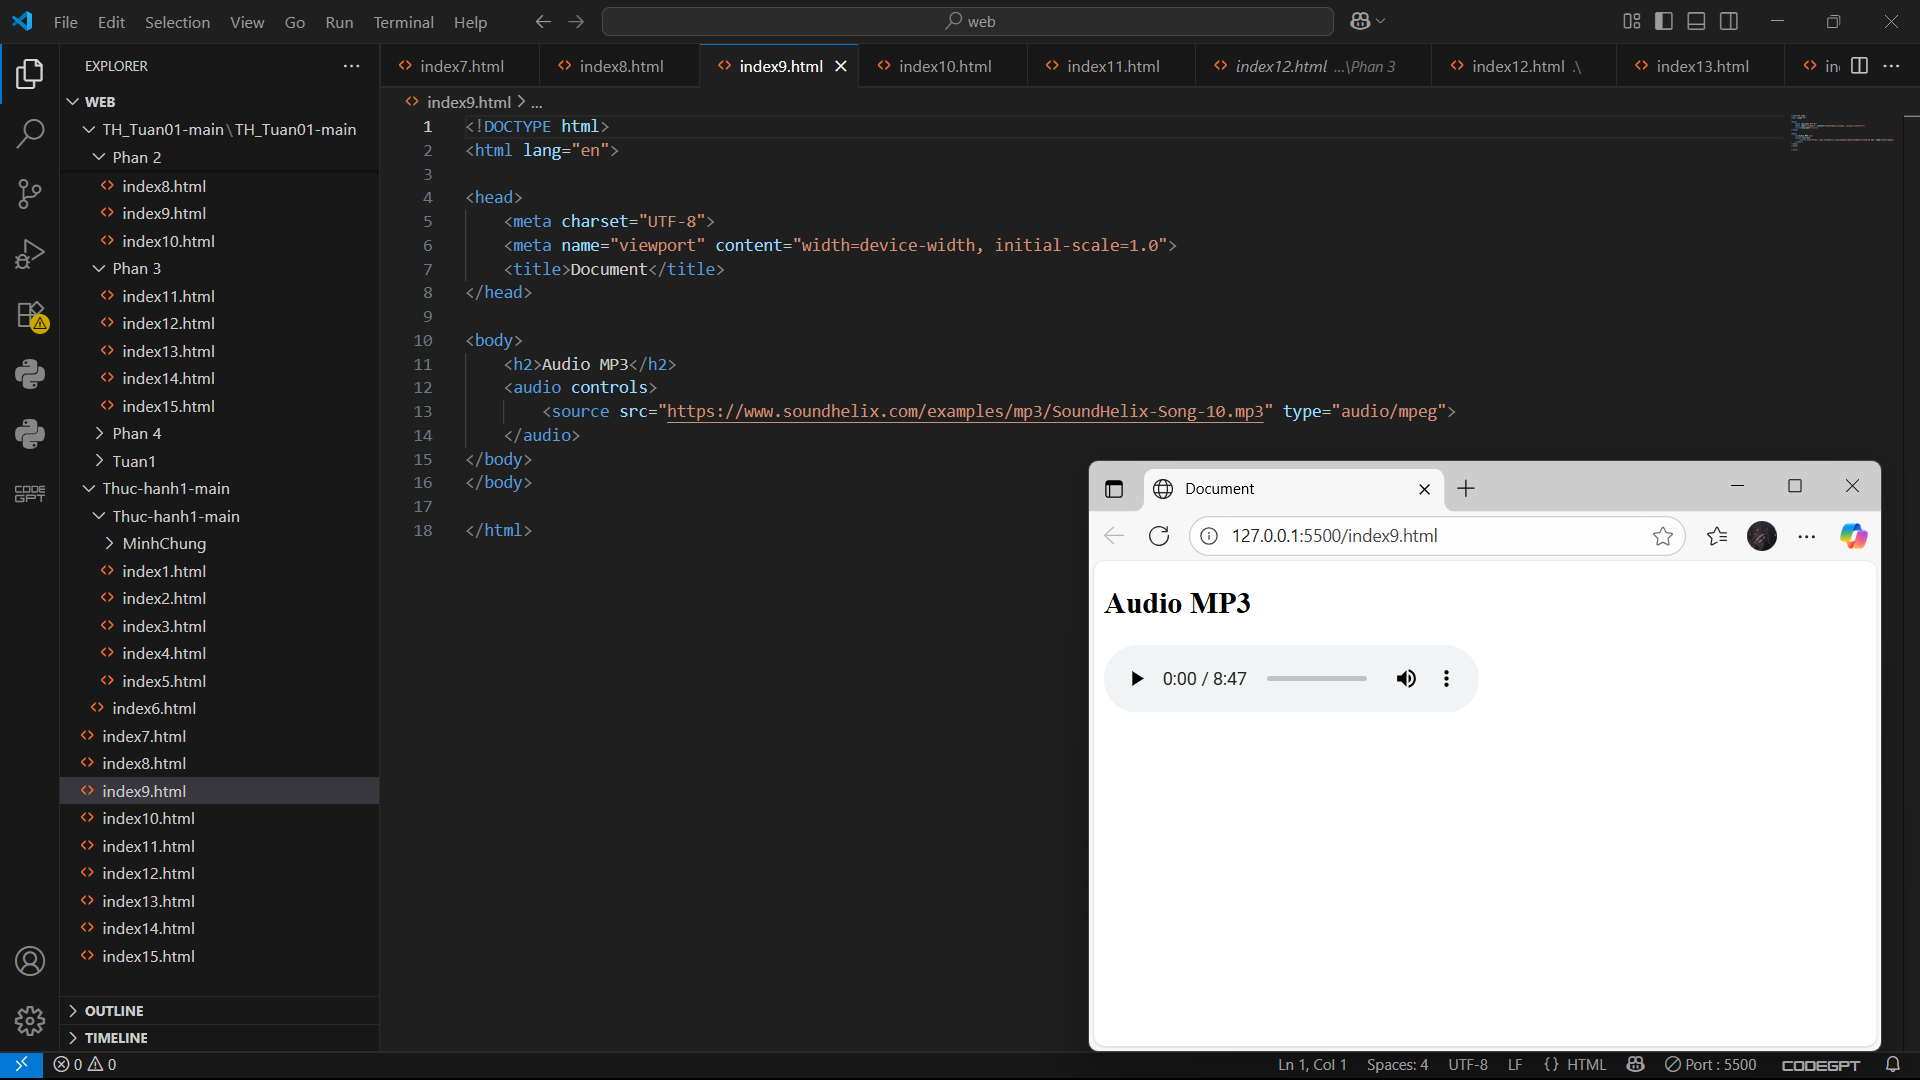 File Edit Selection View Go Run Terminal Help
web
EXPLORER
WEB
TH_Tuan01-main\TH_Tuan01-main
Phan 2
index8.html
index9.html
index10.html
Phan 3
index11.html
index12.html
index13.html
index14.html
index15.html
Phan 4
Tuan1
Thuc-hanh1-main
Thuc-hanh1-main
MinhChung
index1.html
index2.html
index3.html
index4.html
index5.html
index6.html
index7.html
index8.html
index9.html
index10.html
index11.html
index12.html
index13.html
index14.html
index15.html
OUTLINE
TIMELINE
CODE
GPT
index7.html index8.html index9.html index10.html index11.html index12.html ...\Phan 3 index12.html .\ index13.html in
index9.html > ...
1 <!DOCTYPE html>
2 <html lang="en">
3
4 <head>
5 <meta charset="UTF-8">
6 <meta name="viewport" content="width=device-width, initial-scale=1.0">
7 <title>Document</title>
8 </head>
9
10 <body>
11 <h2>Audio MP3</h2>
12 <audio controls>
13 <source src="https://www.soundhelix.com/examples/mp3/SoundHelix-Song-10.mp3" type="audio/mpeg">
14 </audio>
15 </body>
16 </body>
17
18 </html>
Document
127.0.0.1:5500/index9.html
Audio MP3
0:00 / 8:47
0 0
Ln 1, Col 1 Spaces: 4 UTF-8 LF {} HTML Port : 5500 CODEGPT